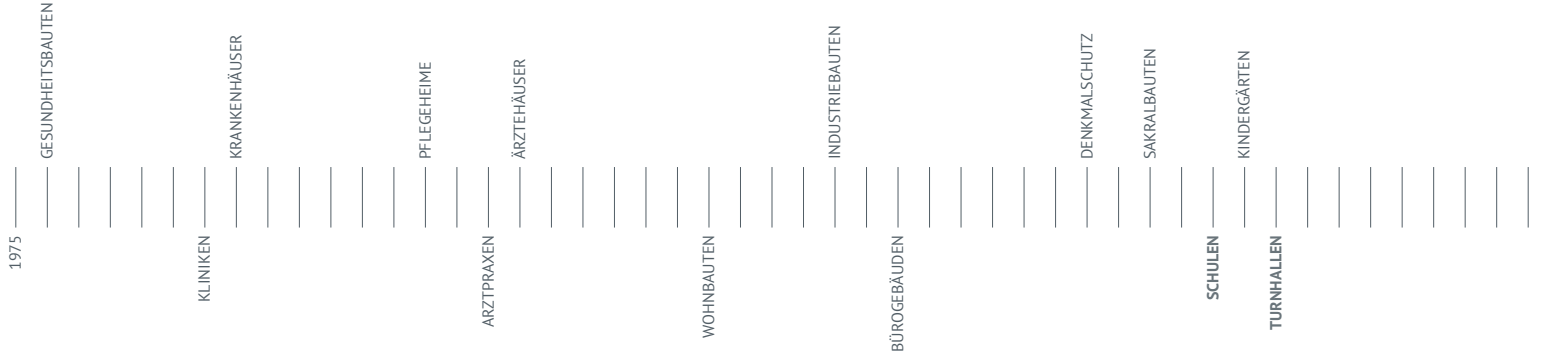 1975
GESUNDHEITSBAUTEN
KLINIKEN
KRANKENHÄUSER
PFLEGEHEIME
ARZTPRAXEN
ÄRZTEHÄUSER
WOHNBAUTEN
INDUSTRIEBAUTEN
BÜROGEBÄUDEN
DENKMALSCHUTZ
SAKRALBAUTEN
SCHULEN
KINDERGÄRTEN
TURNHALLEN